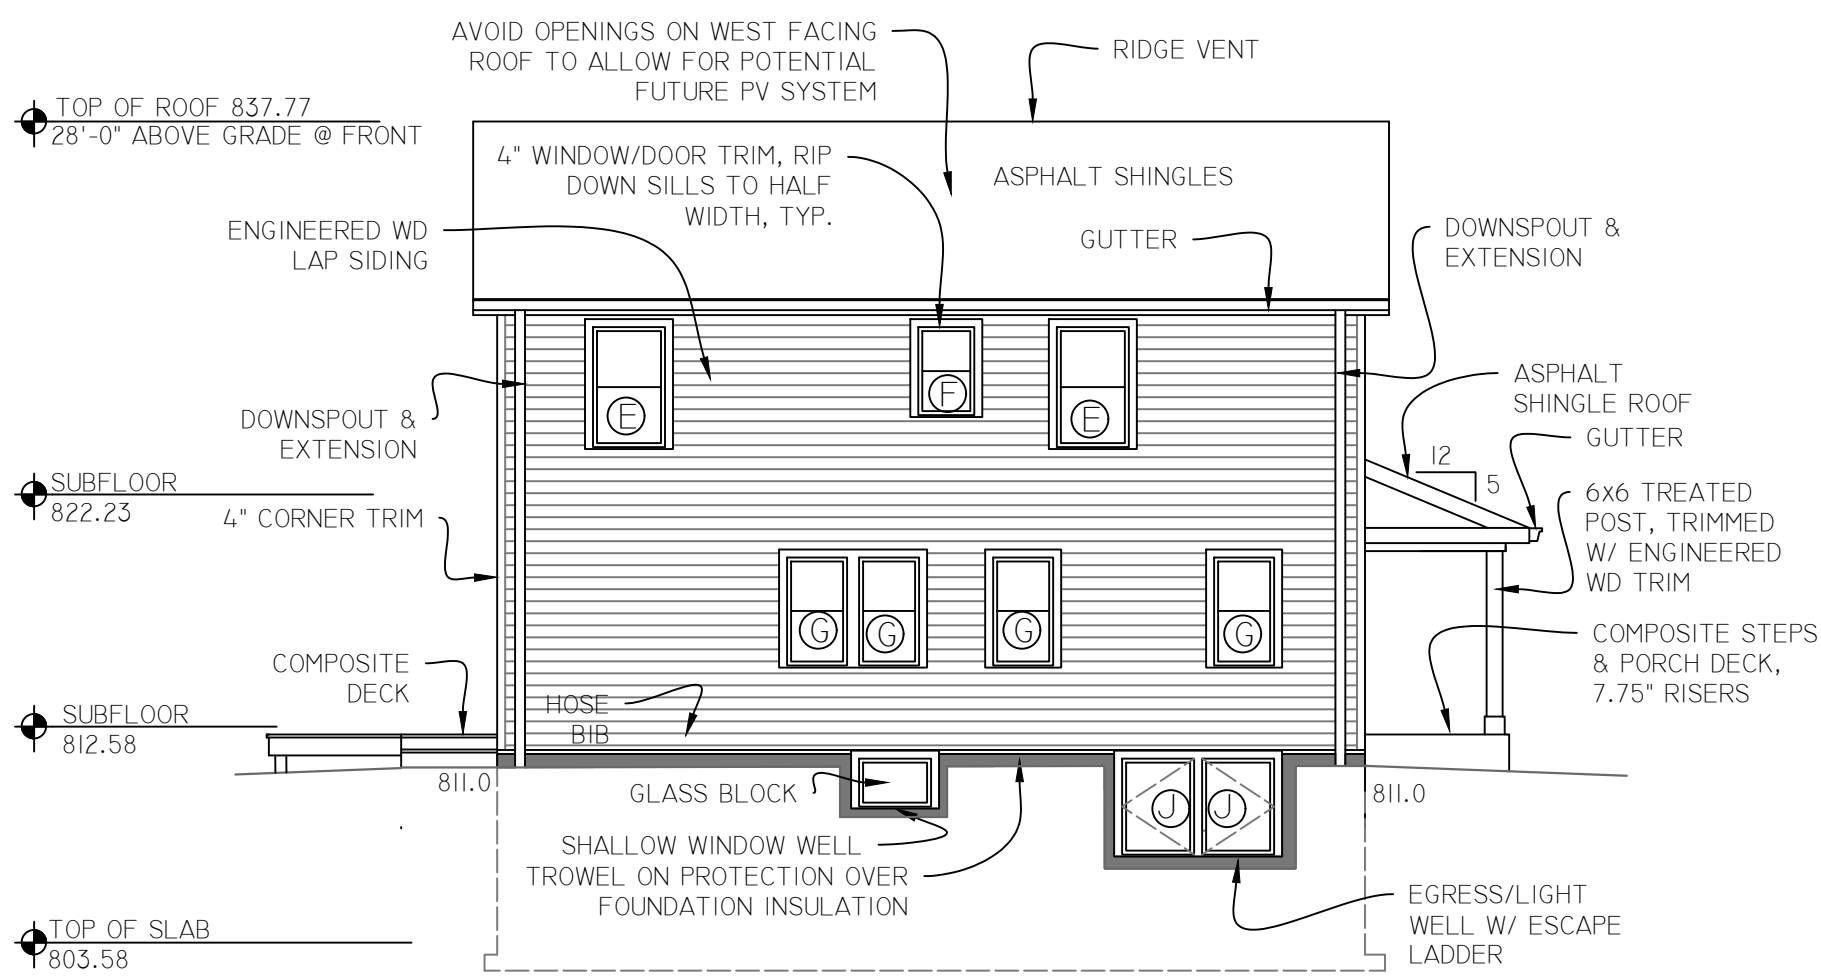 AVOID OPENINGS ON WEST FACING
ROOF TO ALLOW FOR POTENTIAL
FUTURE PV SYSTEM
RIDGE VENT
TOP OF ROOF 837.77
28'-0" ABOVE GRADE @ FRONT
4" WINDOW/DOOR TRIM, RIP
DOWN SILLS TO HALF
WIDTH, TYP.
ASPHALT SHINGLES
ENGINEERED WD
LAP SIDING
GUTTER
DOWNSPOUT &
EXTENSION
E
F
E
DOWNSPOUT &
EXTENSION
ASPHALT
SHINGLE ROOF
GUTTER
12
5
SUBFLOOR
822.23
4" CORNER TRIM
6X6 TREATED
POST, TRIMMED
W/ ENGINEERED
WD TRIM
G
G
G
G
COMPOSITE
DECK
COMPOSITE STEPS
& PORCH DECK,
7.75" RISERS
HOSE
BIB
SUBFLOOR
812.58
811.0
GLASS BLOCK
J
J
811.0
SHALLOW WINDOW WELL
TROWEL ON PROTECTION OVER
FOUNDATION INSULATION
EGRESS/LIGHT
WELL W/ ESCAPE
LADDER
TOP OF SLAB
803.58